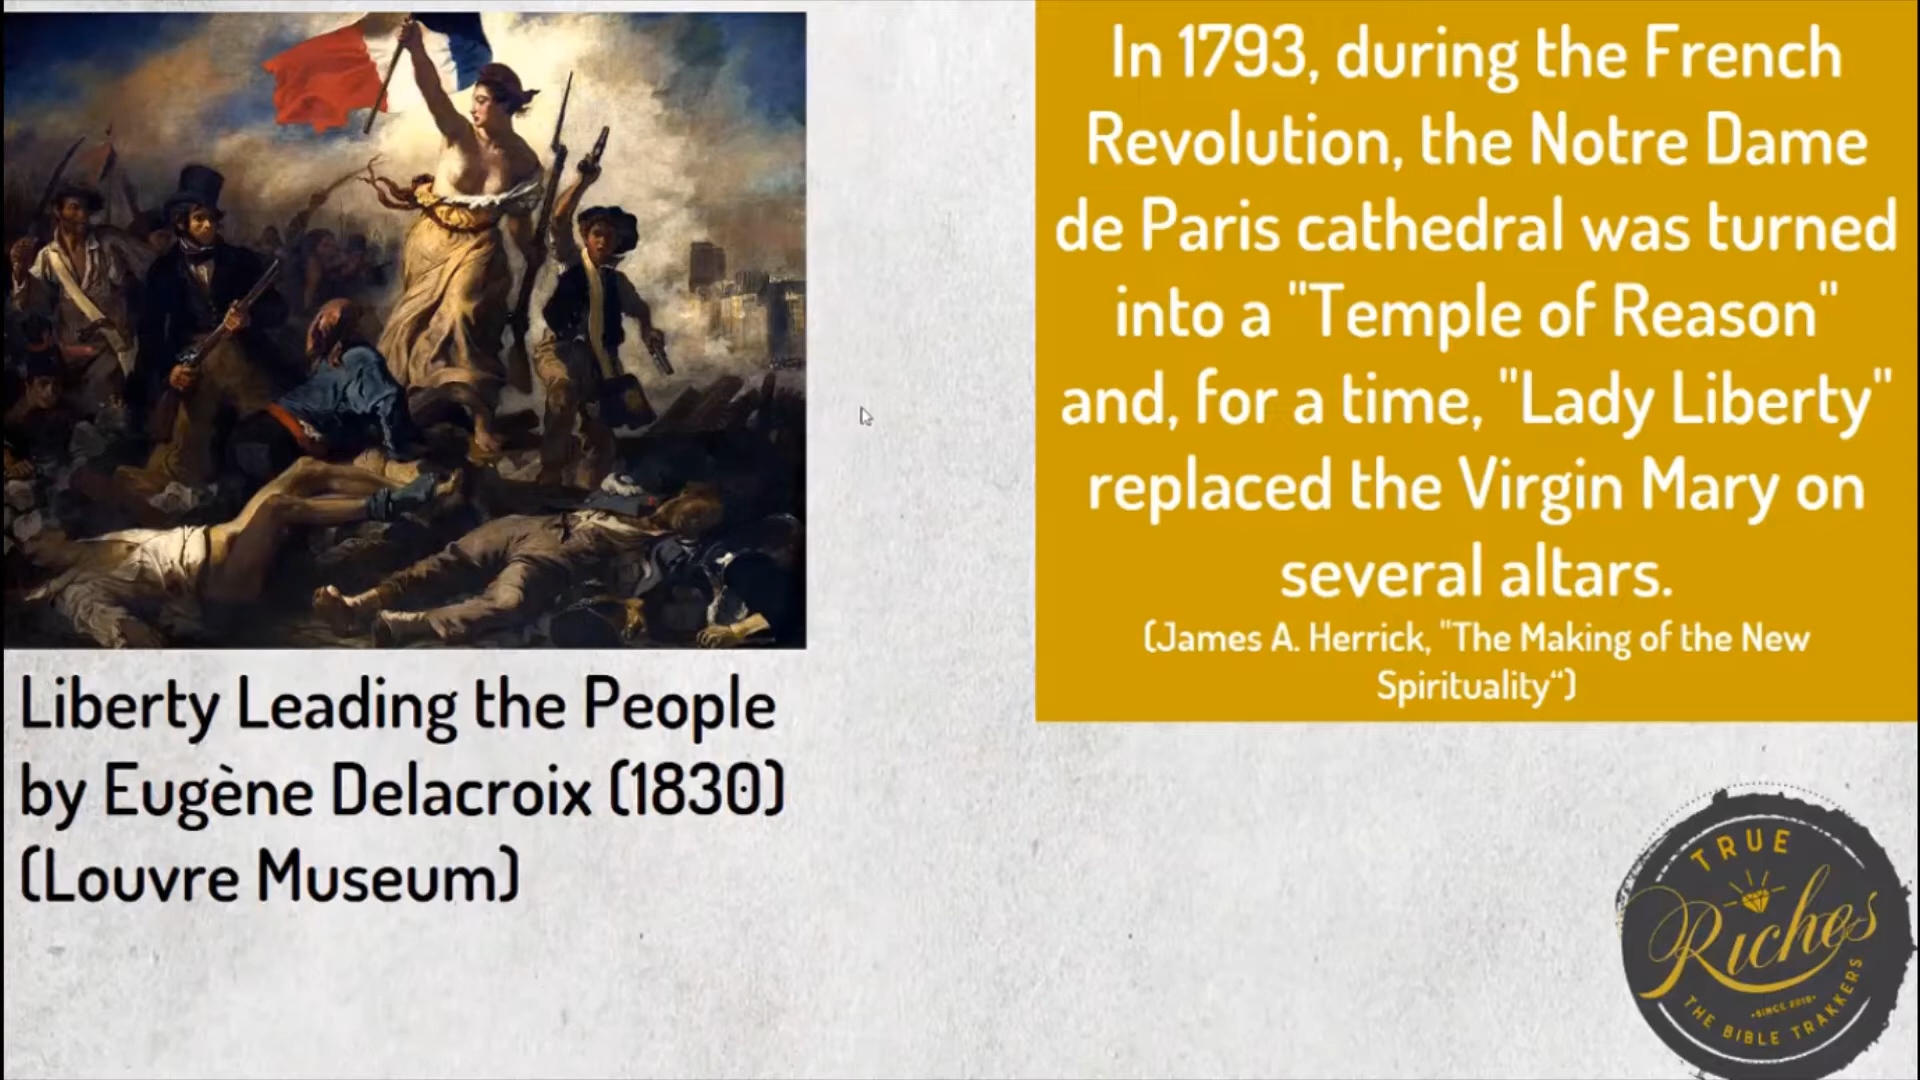 In 1793, during the French
Revolution, the Notre Dame
de Paris cathedral was turned
into a "Temple of Reason"
and, for a time, "Lady Liberty"
replaced the Virgin Mary on
several altars.
(James A. Herrick, "The Making of the New
Spirituality“)
Liberty Leading the People
by Eugène Delacroix (1830)
(Louvre Museum)
TRUE
Riches
•SINCE 2018•
THE BIBLE TRAKKERS